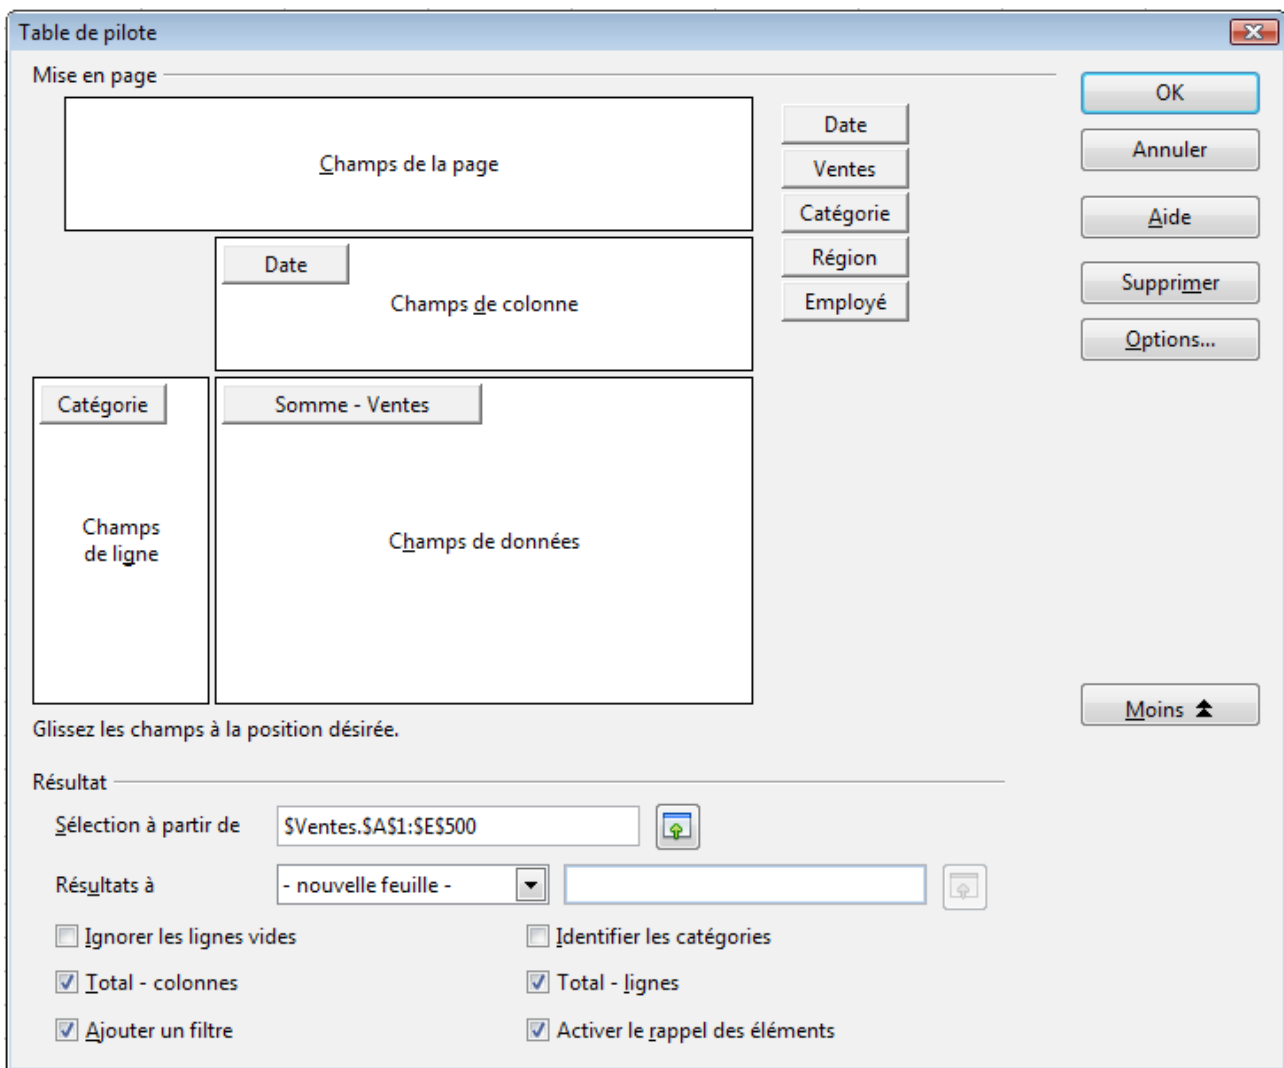 Table de pilote
Mise en page
OK
Champs de la page
Date
Annuler
Ventes
Catégorie
Aide
Date
Région
Champs de colonne
Employé
Supprimer
Options...
Catégorie
Somme - Ventes
Champs
de ligne
Champs de données
Moins
Glissez les champs à la position désirée.
Résultat
Sélection à partir de
$Ventes.$A$1:$E$500
Résultats à
- nouvelle feuille -
Ignorer les lignes vides
Identifier les catégories
Total - colonnes
Total - lignes
Ajouter un filtre
Activer le rappel des éléments